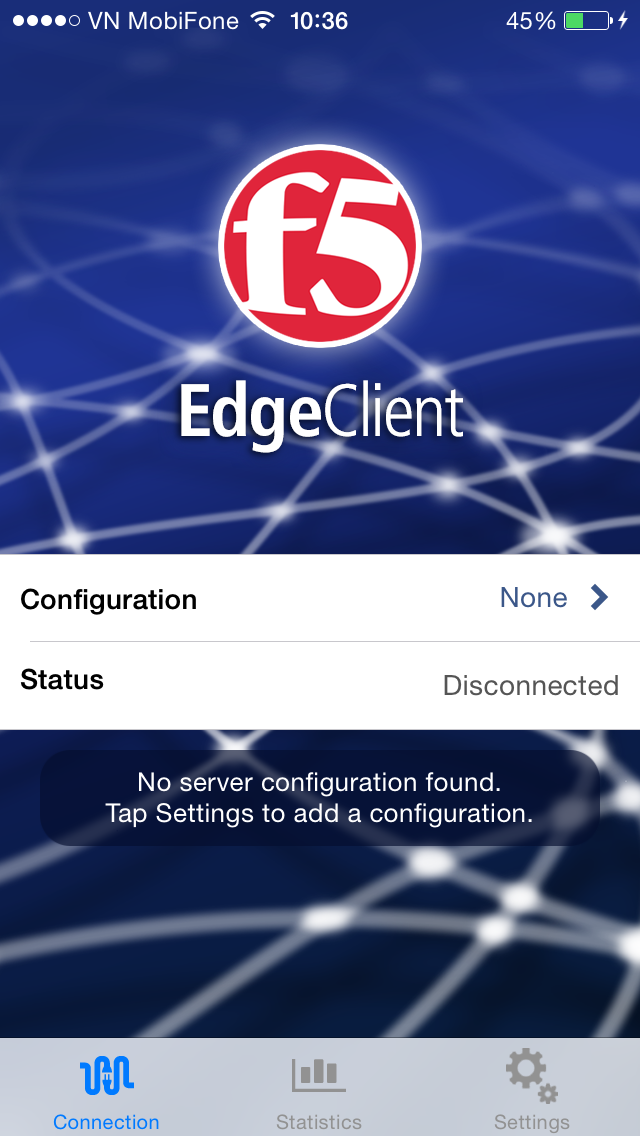 VN MobiFone 10:36 45%
f5
EdgeClient
Configuration None
Status Disconnected
No server configuration found.
Tap Settings to add a configuration.
Connection Statistics Settings